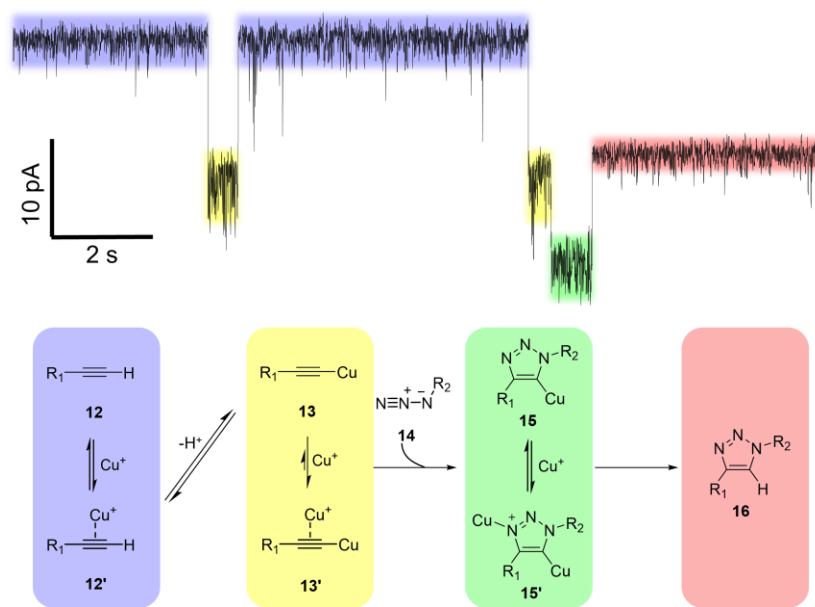 10 pA
2 s
R₁ H
12
Cu⁺
Cu⁺
R₁ H
12'
-H⁺
R₁ Cu
13
Cu⁺
Cu⁺
R₁ Cu
13'
N≡N⁺-N⁻ R₂
14
N N N R₂
R₁ Cu
15
Cu⁺
Cu N⁺ N N R₂
R₁ Cu
15'
N N N R₂
R₁ H
16